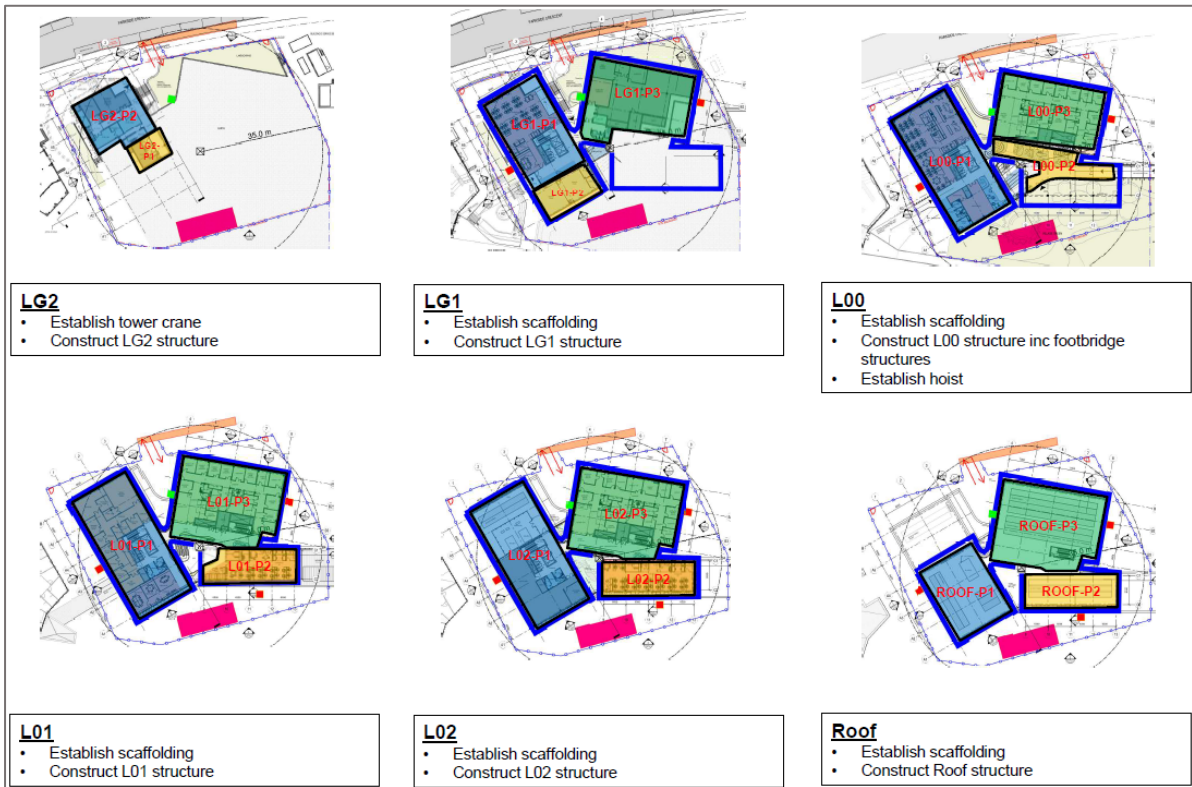 LG2-P2
LG2-
P1
35.0 m
LG1-P1
LG1-P2
LG1-P3
L00-P1
L00-P3
L00-P2
LG2
• Establish tower crane
• Construct LG2 structure
LG1
• Establish scaffolding
• Construct LG1 structure
L00
• Establish scaffolding
• Construct L00 structure inc footbridge
structures
• Establish hoist
L01-P1
L01-P3
L01-P2
L02-P1
L02-P3
L02-P2
ROOF-P3
ROOF-P1
ROOF-P2
L01
• Establish scaffolding
• Construct L01 structure
L02
• Establish scaffolding
• Construct L02 structure
Roof
• Establish scaffolding
• Construct Roof structure